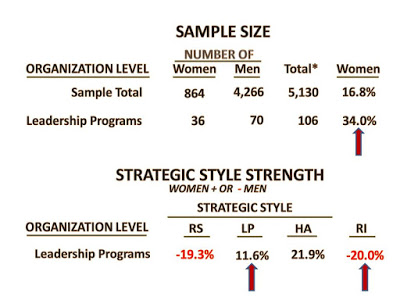 SAMPLE SIZE
NUMBER OF
ORGANIZATION LEVEL Women Men Total* Women
Sample Total 864 4,266 5,130 16.8%
Leadership Programs 36 70 106 34.0%
STRATEGIC STYLE STRENGTH
WOMEN + OR - MEN
STRATEGIC STYLE
ORGANIZATION LEVEL RS LP HA RI
Leadership Programs -19.3% 11.6% 21.9% -20.0%